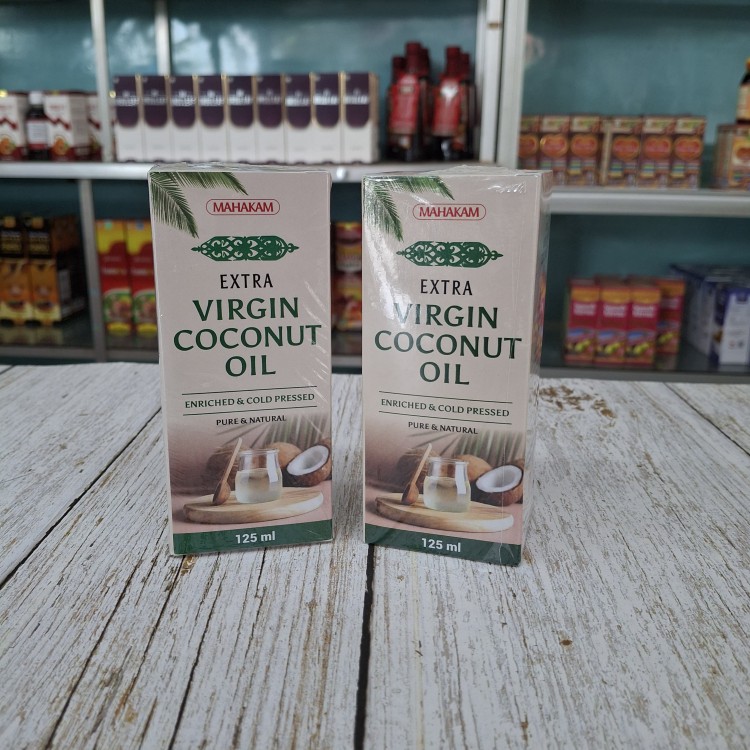 MAHAKAM
EXTRA
VIRGIN
COCONUT
OIL
ENRICHED & COLD PRESSED
PURE & NATURAL
125 ml
MAHAKAM
EXTRA
VIRGIN
COCONUT
OIL
ENRICHED & COLD PRESSED
PURE & NATURAL
125 ml